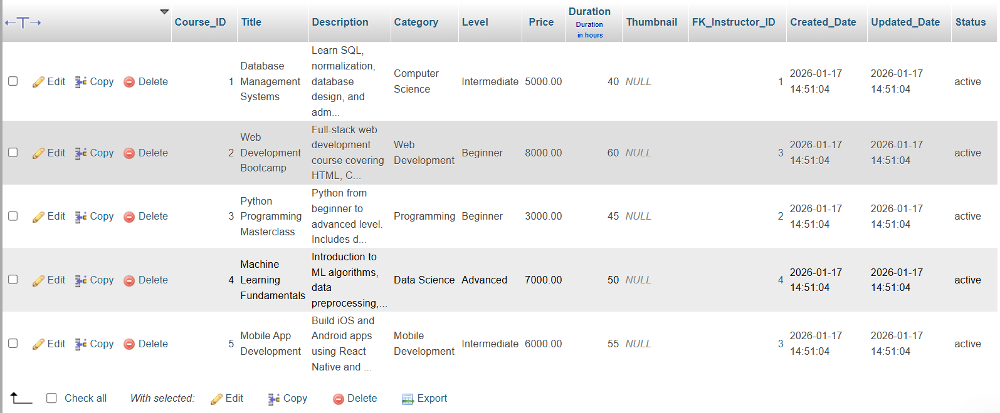 Course_ID Title Description Category Level Price Duration Thumbnail FK_Instructor_ID Created_Date Updated_Date Status
Duration
in hours
Edit Copy Delete 1 Database Management Systems Learn SQL, normalization, database design, and adm... Computer Science Intermediate 5000.00 40 NULL 1 2026-01-17 14:51:04 2026-01-17 14:51:04 active
Edit Copy Delete 2 Web Development Bootcamp Full-stack web development course covering HTML, C... Web Development Beginner 8000.00 60 NULL 3 2026-01-17 14:51:04 2026-01-17 14:51:04 active
Edit Copy Delete 3 Python Programming Masterclass Python from beginner to advanced level. Includes d... Programming Beginner 3000.00 45 NULL 2 2026-01-17 14:51:04 2026-01-17 14:51:04 active
Edit Copy Delete 4 Machine Learning Fundamentals Introduction to ML algorithms, data preprocessing,... Data Science Advanced 7000.00 50 NULL 4 2026-01-17 14:51:04 2026-01-17 14:51:04 active
Edit Copy Delete 5 Mobile App Development Build iOS and Android apps using React Native and ... Mobile Development Intermediate 6000.00 55 NULL 3 2026-01-17 14:51:04 2026-01-17 14:51:04 active
Check all With selected: Edit Copy Delete Export